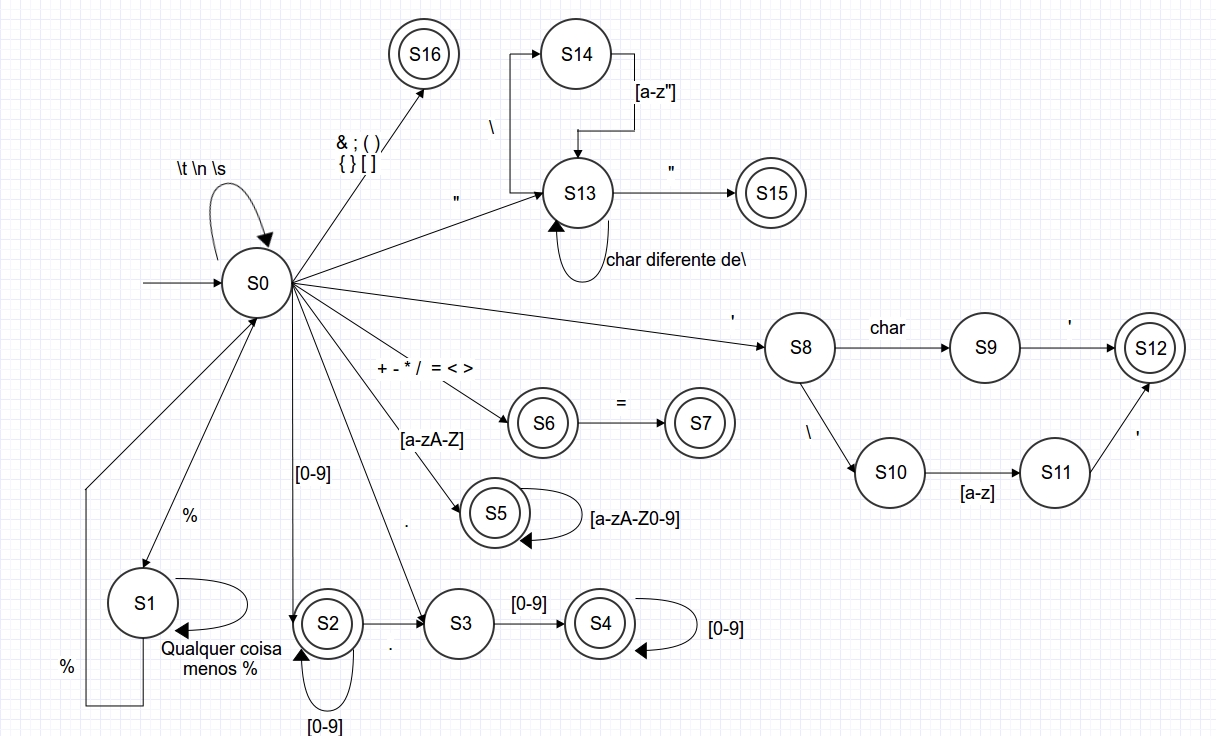 S16
S14
[a-z"]
\
& ; ( )
{ } [ ]
\t \n \s
"
S13
"
S15
char diferente de\
S0
'
S8
char
S9
'
S12
+ - * / = < >
S6
=
S7
\
S10
[a-z]
S11
'
[a-zA-Z]
[0-9]
S5
[a-zA-Z0-9]
%
.
S1
Qualquer coisa
menos %
%
S2
.
S3
[0-9]
S4
[0-9]
[0-9]